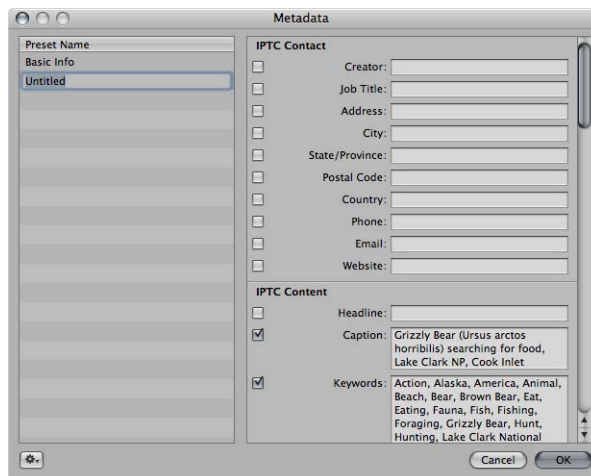 Metadata
Preset Name
Basic Info
Untitled
IPTC Contact
Creator:
Job Title:
Address:
City:
State/Province:
Postal Code:
Country:
Phone:
Email:
Website:
IPTC Content
Headline:
Caption: Grizzly Bear (Ursus arctos
horribilis) searching for food,
Lake Clark NP, Cook Inlet
Keywords: Action, Alaska, America, Animal,
Beach, Bear, Brown Bear, Eat,
Eating, Fauna, Fish, Fishing,
Foraging, Grizzly Bear, Hunt,
Hunting, Lake Clark National
Cancel
OK